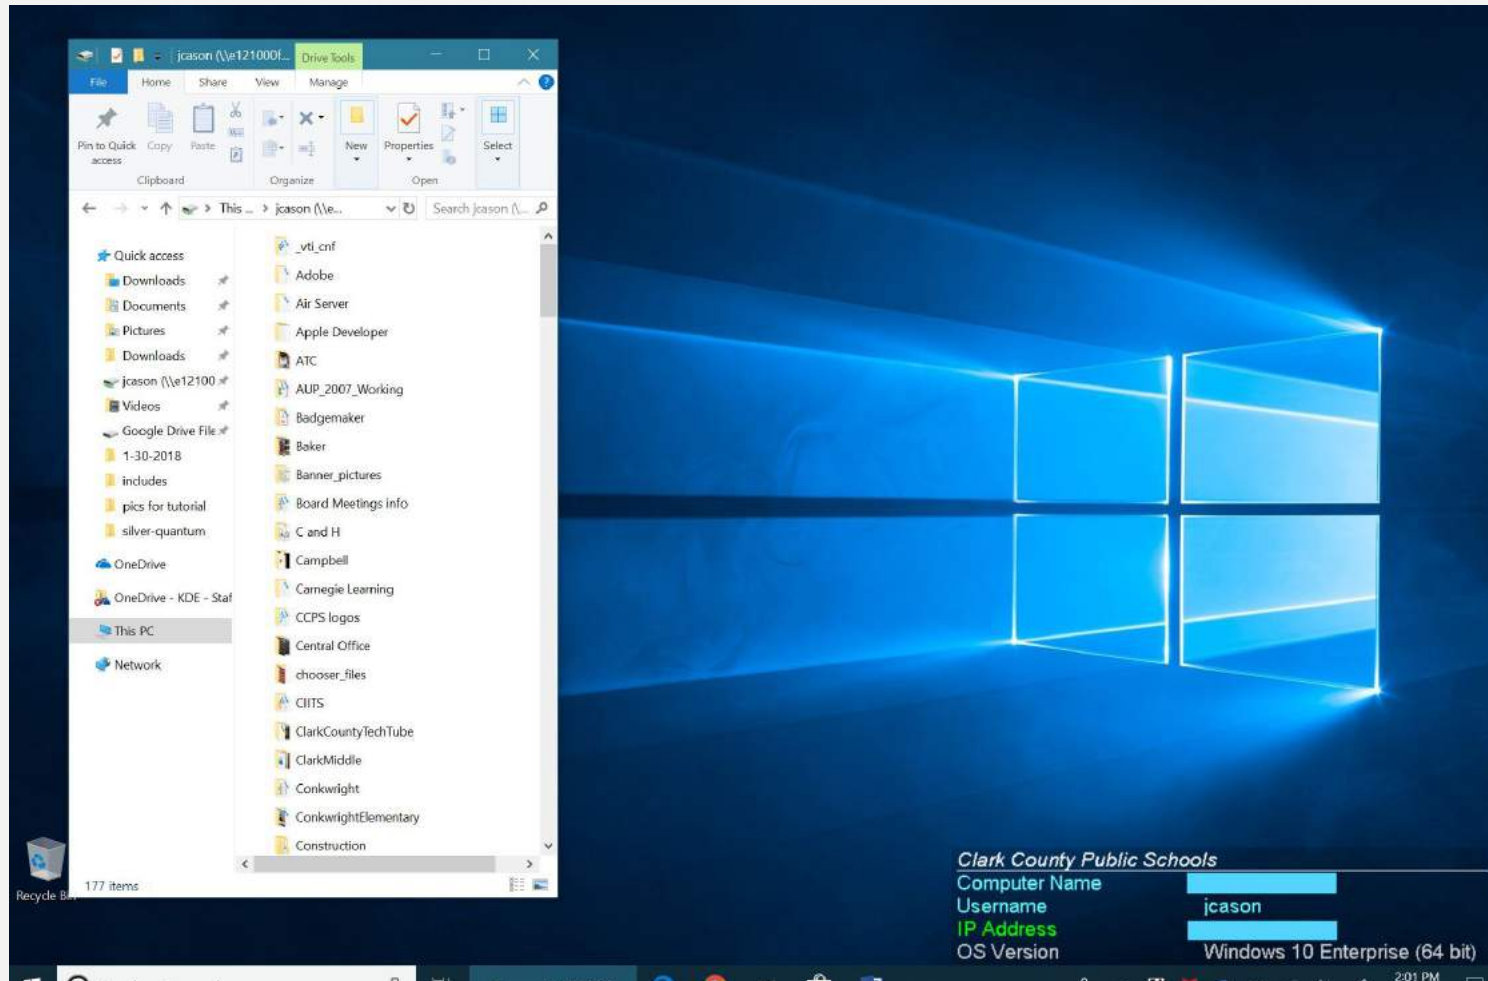 jcason (\\e121000f... Drive Tools
File Home Share View Manage
Pin to Quick access
Copy
Paste
New
Properties
Select
Clipboard Organize Open
This ... > jcason (\\e... Search jcason (\...
Quick access
Downloads
Documents
Pictures
Downloads
jcason (\\e12100
Videos
Google Drive File
1-30-2018
includes
pics for tutorial
silver-quantum
OneDrive
OneDrive - KDE - Staf
This PC
Network
_vti_cnf
Adobe
Air Server
Apple Developer
ATC
AUP_2007_Working
Badgemaker
Baker
Banner_pictures
Board Meetings info
C and H
Campbell
Carnegie Learning
CCPS logos
Central Office
chooser_files
CIITS
ClarkCountyTechTube
ClarkMiddle
Conkwright
ConkwrightElementary
Construction
177 items
Recycle Bin
Clark County Public Schools
Computer Name
Username jcason
IP Address
OS Version Windows 10 Enterprise (64 bit)
2:01 PM